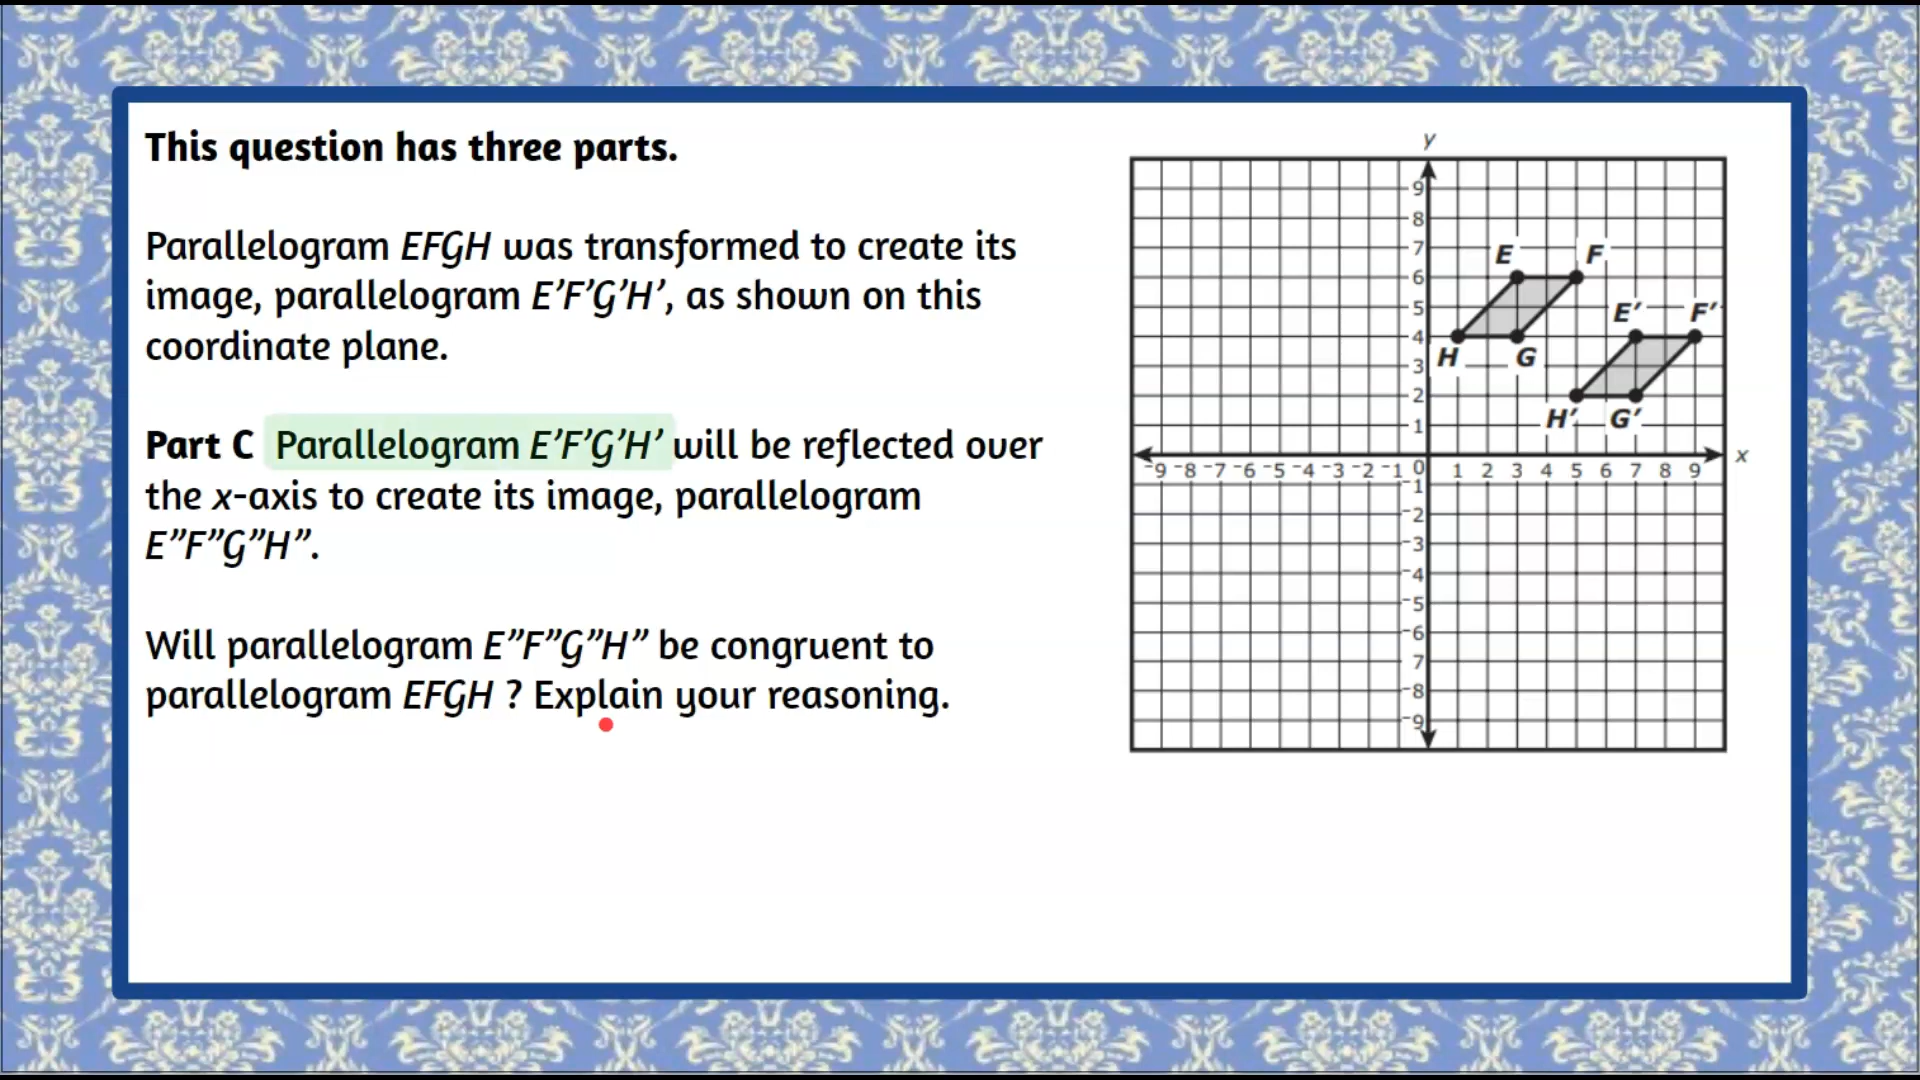 This question has three parts.
Parallelogram EFGH was transformed to create its
image, parallelogram E’F’G’H’, as shown on this
coordinate plane.
Part C Parallelogram E’F’G’H’ will be reflected over
the x-axis to create its image, parallelogram
E”F”G”H”.
Will parallelogram E”F”G”H” be congruent to
parallelogram EFGH ? Explain your reasoning.
y
9
8
7
E F
6
5
E′ F′
4
H G
3
2
H′ G′
1
x
-9 -8 -7 -6 -5 -4 -3 -2 -1 0 1 2 3 4 5 6 7 8 9
-1
-2
-3
-4
-5
-6
7
-8
-9